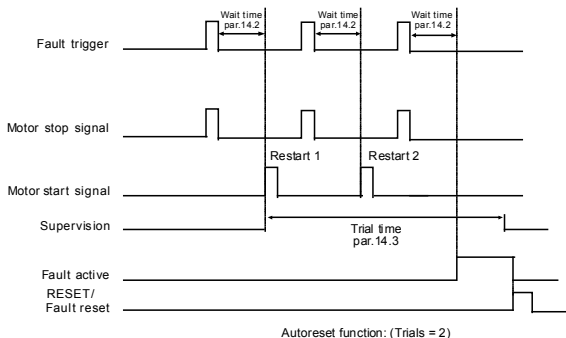 Wait time
par.14.2
Wait time
par.14.2
Wait time
par.14.2
Fault trigger
Motor stop signal
Restart 1
Restart 2
Motor start signal
Supervision
Trial time
par.14.3
Fault active
RESET/
Fault reset
Autoreset function: (Trials = 2)